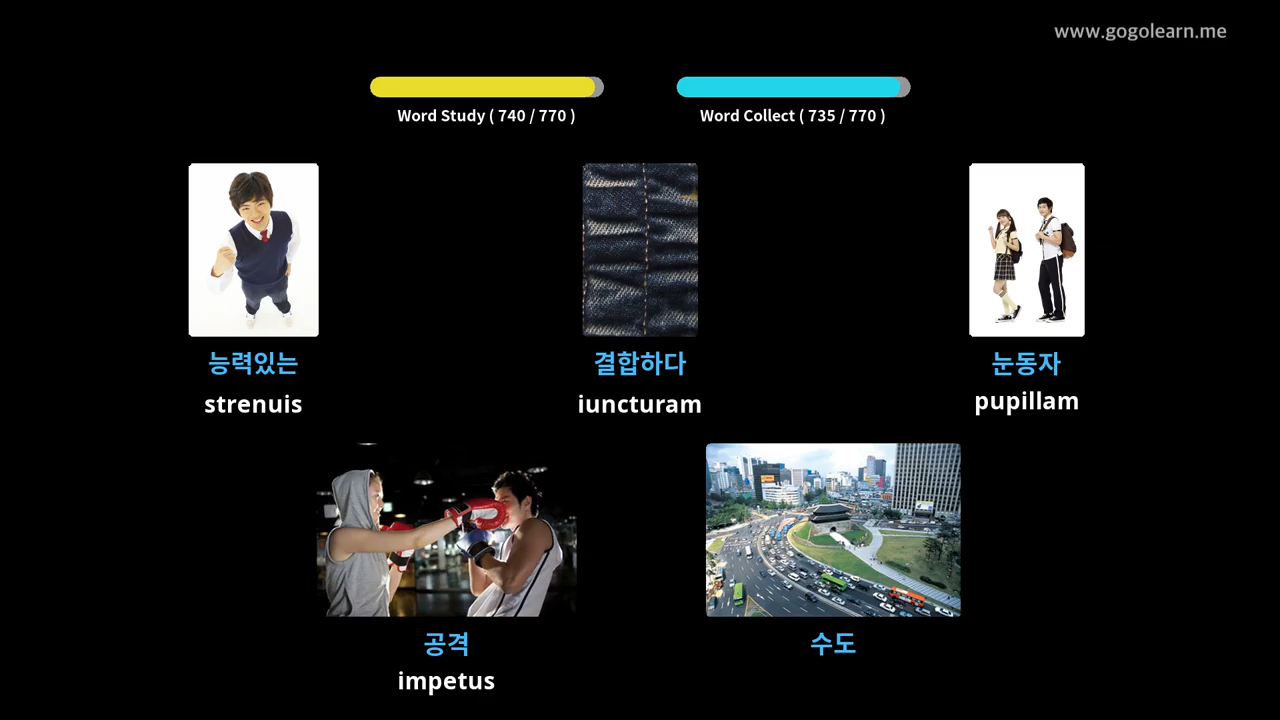 www.gogolearn.me
Word Study ( 740 / 770 )
Word Collect ( 735 / 770 )
능력있는
strenuis
결합하다
iuncturam
눈동자
pupillam
공격
impetus
수도